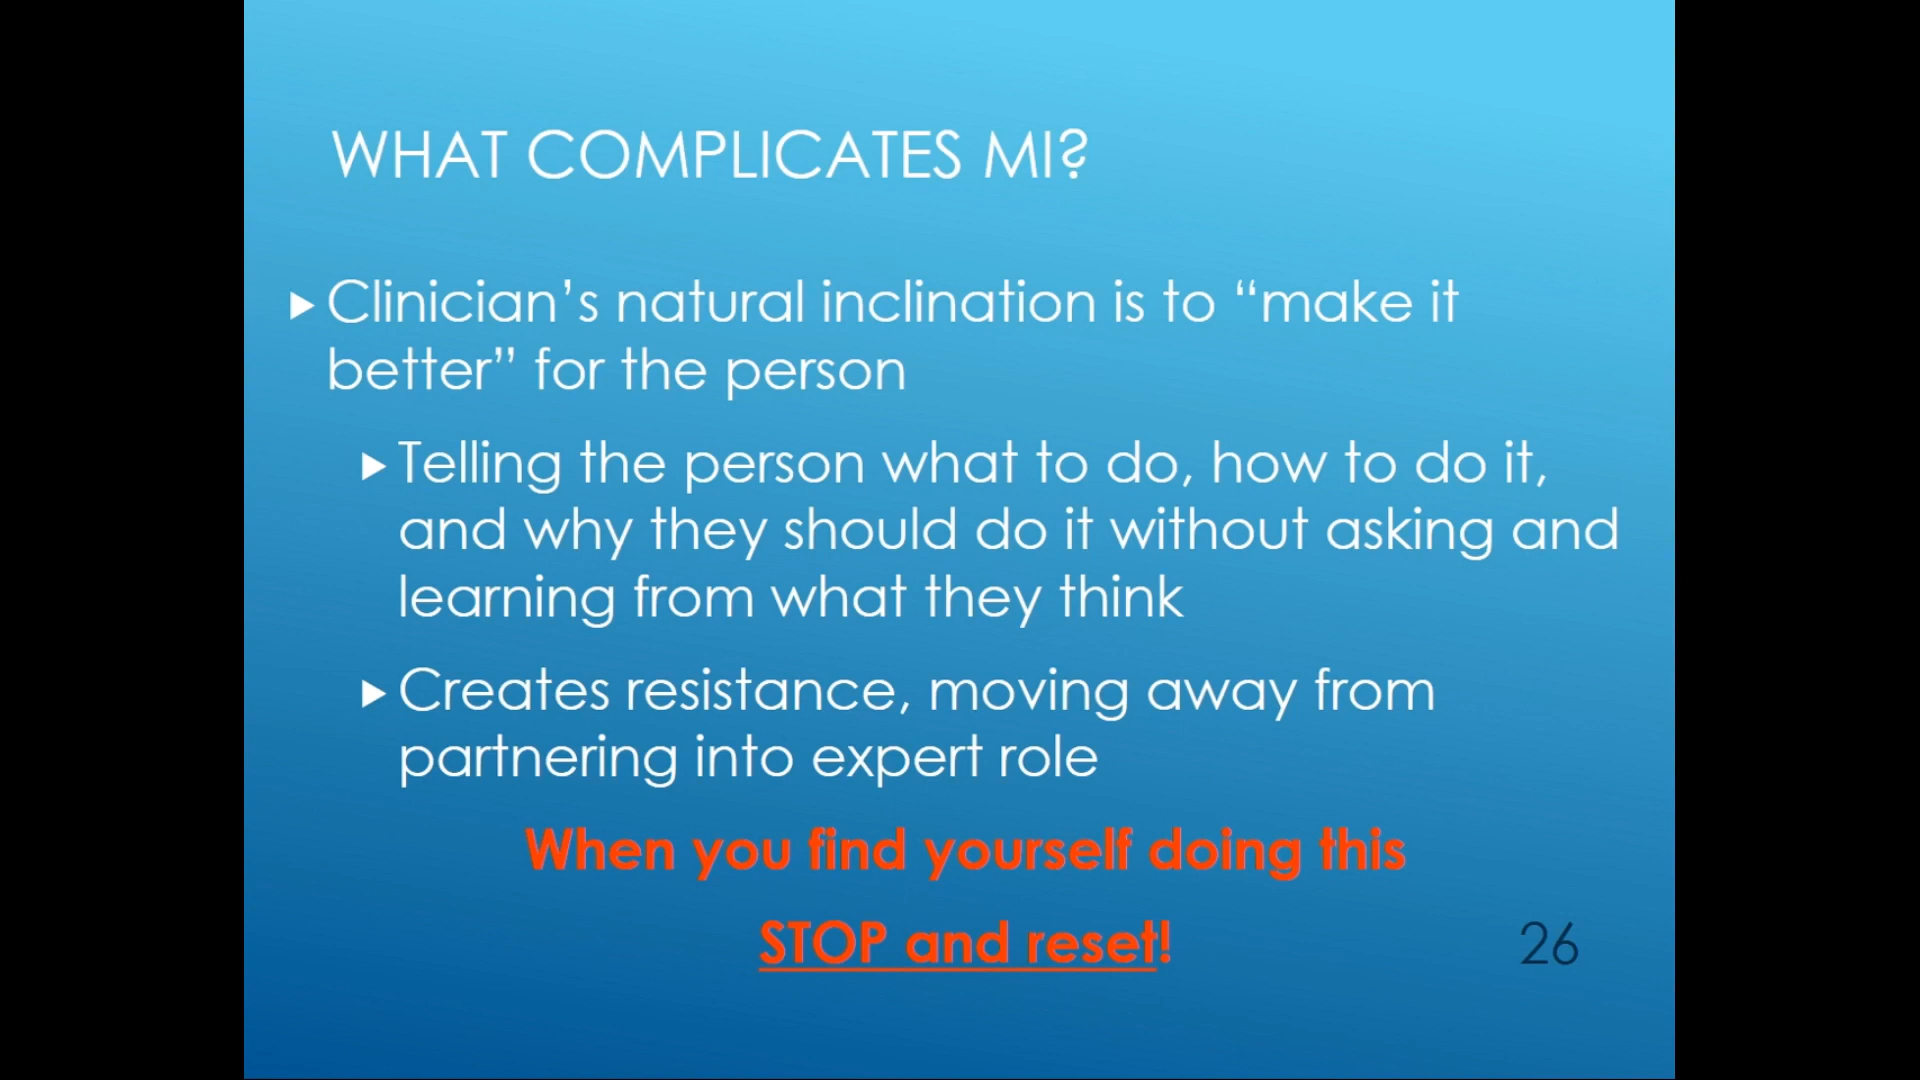 WHAT COMPLICATES MI?
Clinician’s natural inclination is to “make it
better” for the person
Telling the person what to do, how to do it,
and why they should do it without asking and
learning from what they think
Creates resistance, moving away from
partnering into expert role
When you find yourself doing this
STOP and reset!
26